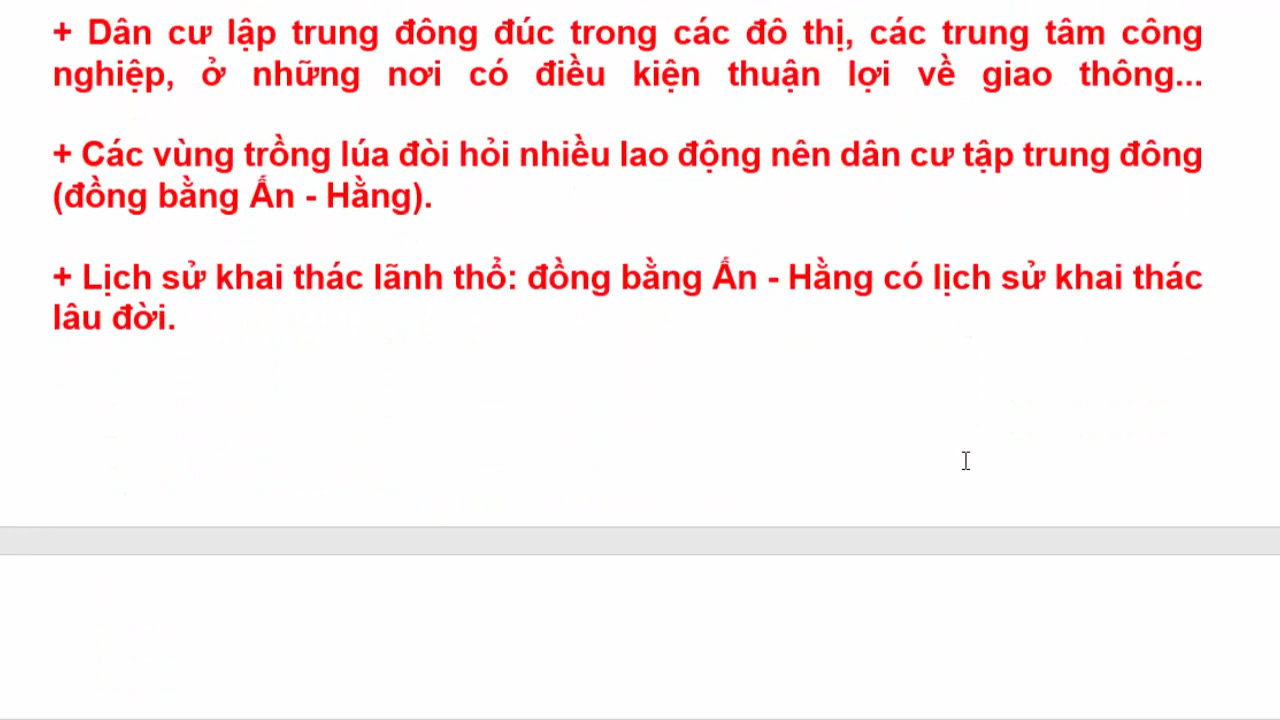 + Dân cư lập trung đông đúc trong các đô thị, các trung tâm công
nghiệp, ở những nơi có điều kiện thuận lợi về giao thông...
+ Các vùng trồng lúa đòi hỏi nhiều lao động nên dân cư tập trung đông
(đồng bằng Ấn - Hằng).
+ Lịch sử khai thác lãnh thổ: đồng bằng Ấn - Hằng có lịch sử khai thác
lâu đời.